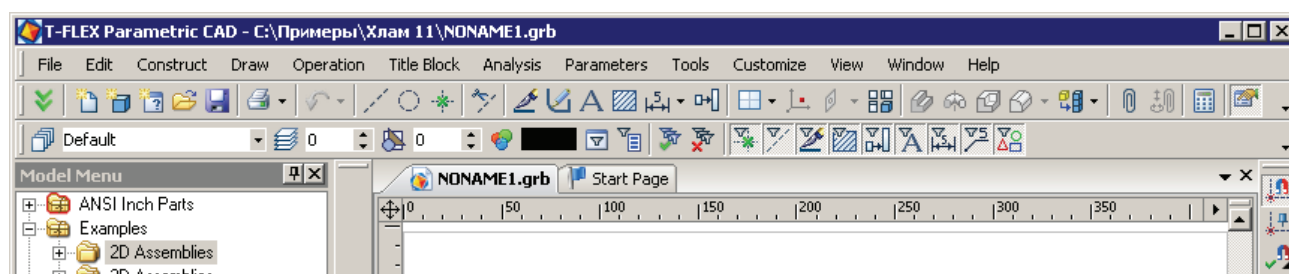 T-FLEX Parametric CAD - C:\Примеры\Хлам 11\NONAME1.grb
File Edit Construct Draw Operation Title Block Analysis Parameters Tools Customize View Window Help
Default 0 0
Model Menu
NONAME1.grb Start Page
ANSI Inch Parts
0 50 100 150 200 250 300 350
Examples
2D Assemblies